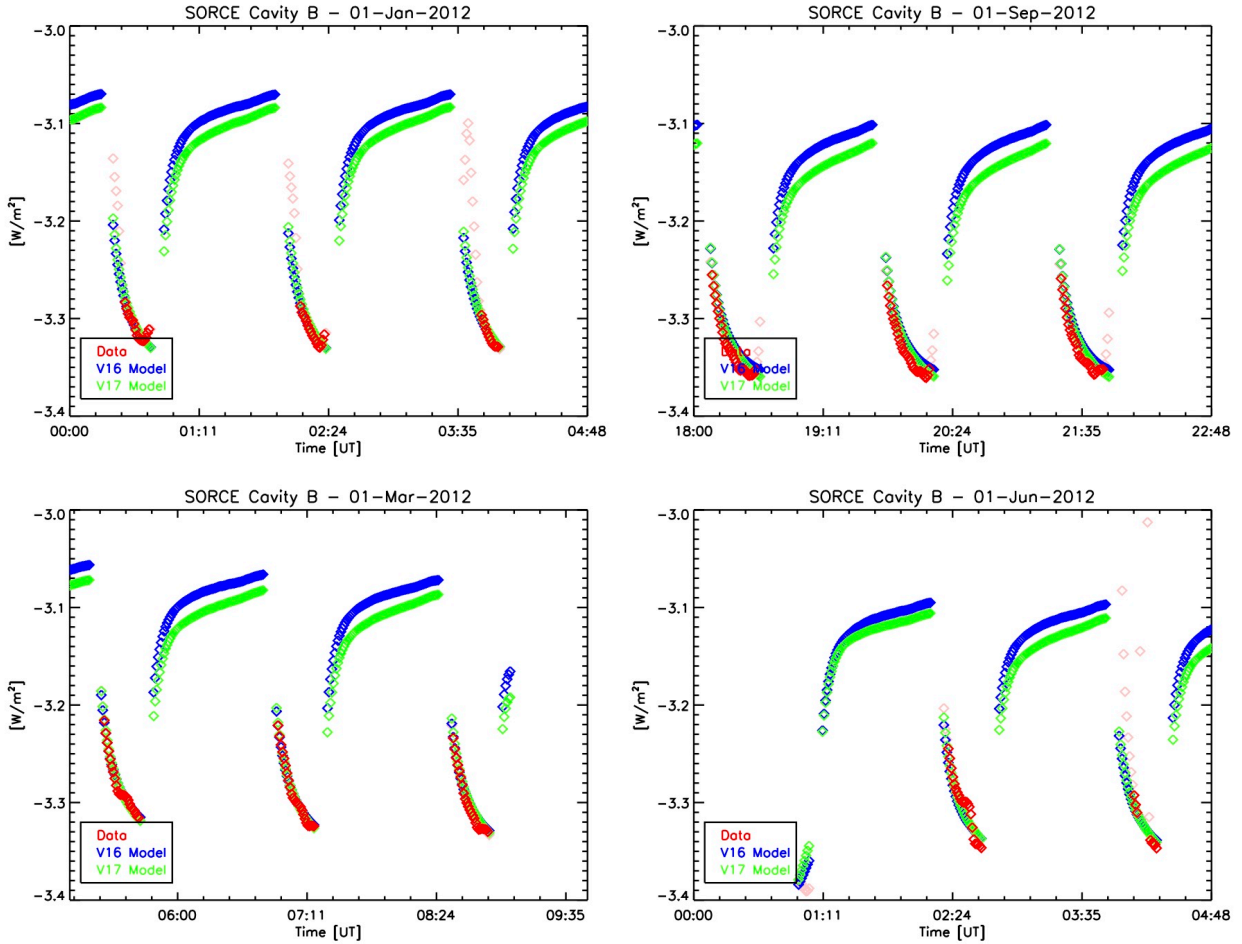 SORCE Cavity B - 01-Jan-2012
-3.0
-3.1
-3.2
-3.3
-3.4
[W/m²]
Data
V16 Model
V17 Model
00:00 01:11 02:24 03:35 04:48
Time [UT]
SORCE Cavity B - 01-Sep-2012
-3.0
-3.1
-3.2
-3.3
-3.4
[W/m²]
Data
V16 Model
V17 Model
18:00 19:11 20:24 21:35 22:48
Time [UT]
SORCE Cavity B - 01-Mar-2012
-3.0
-3.1
-3.2
-3.3
-3.4
[W/m²]
Data
V16 Model
V17 Model
06:00 07:11 08:24 09:35
Time [UT]
SORCE Cavity B - 01-Jun-2012
-3.0
-3.1
-3.2
-3.3
-3.4
[W/m²]
Data
V16 Model
V17 Model
00:00 01:11 02:24 03:35 04:48
Time [UT]